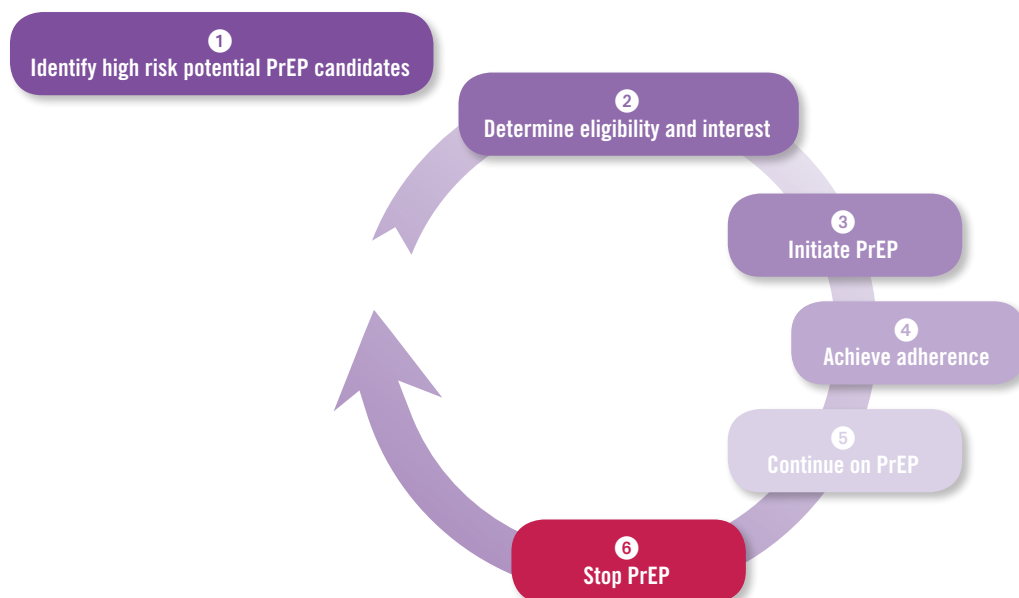 1
Identify high risk potential PrEP candidates
2
Determine eligibility and interest
3
Initiate PrEP
4
Achieve adherence
5
Continue on PrEP
6
Stop PrEP